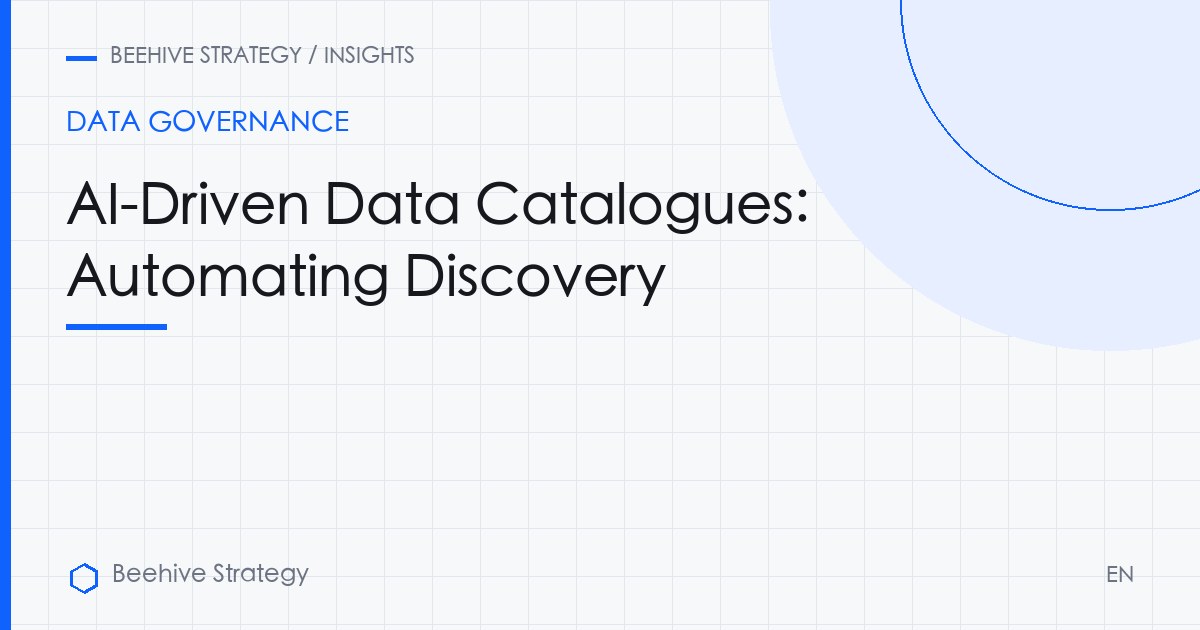 BEEHIVE STRATEGY / INSIGHTS
DATA GOVERNANCE
AI-Driven Data Catalogues:
Automating Discovery
Beehive Strategy
EN